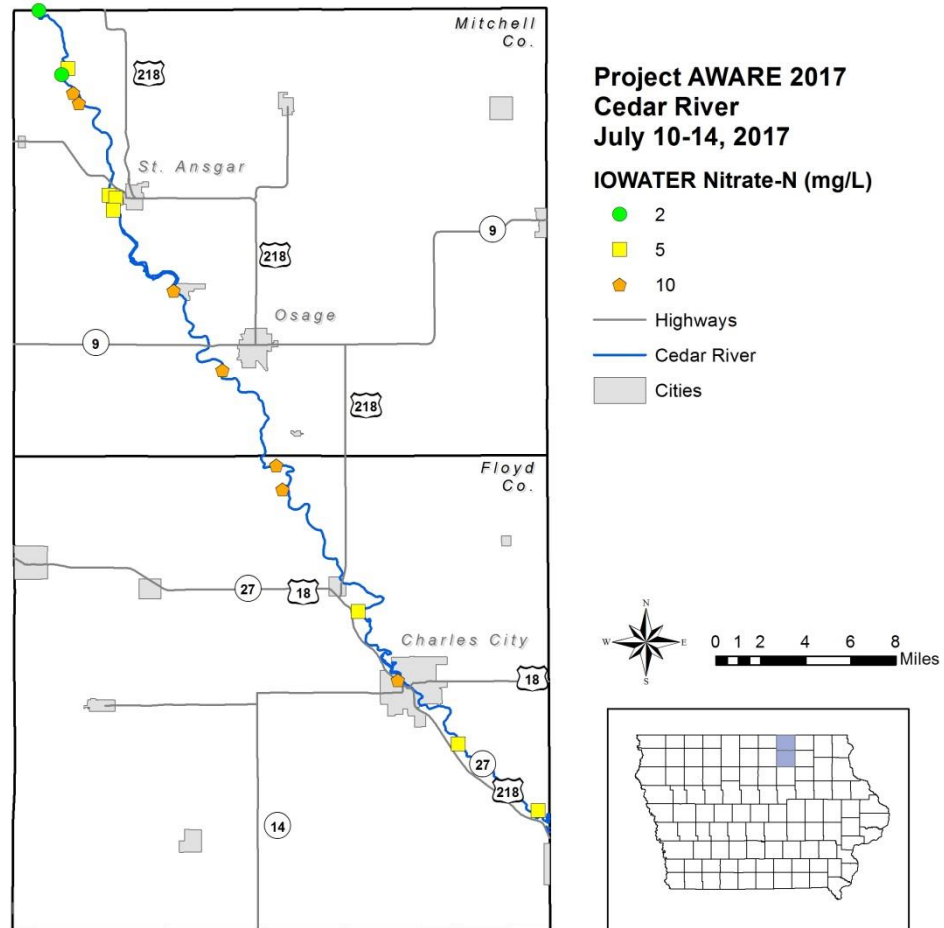 Mitchell
Co.
218
St. Ansgar
9
218
Osage
9
218
Floyd
Co.
27
18
Charles City
18
27
218
14
Project AWARE 2017
Cedar River
July 10-14, 2017
IOWATER Nitrate-N (mg/L)
2
5
10
Highways
Cedar River
Cities
N
W E
S
0 1 2 4 6 8
Miles